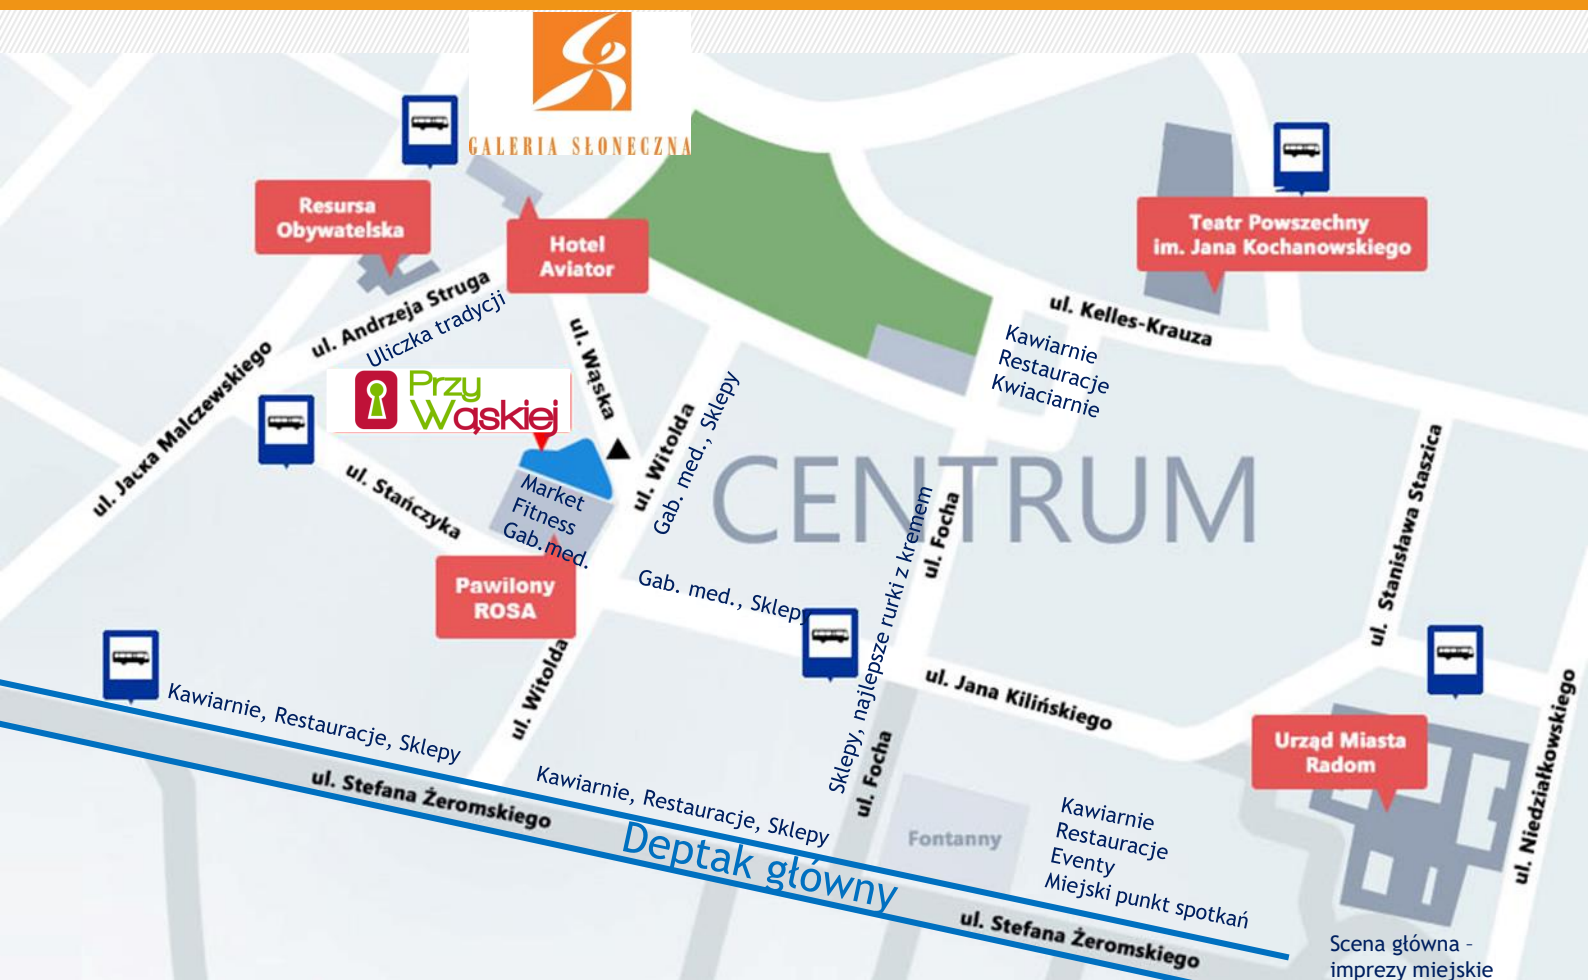 GALERIA SŁONECZNA
Resursa
Obywatelska
Hotel
Aviator
Teatr Powszechny
im. Jana Kochanowskiego
ul. Andrzeja Struga
Uliczka tradycji
ul. Kelles-Krauza
Kawiarnie
Restauracje
Kwiaciarnie
ul. Wąska
Przy
Wąskiej
ul. Jacka Malczewskiego
ul. Witolda
Gab. med., Sklepy
ul. Stańczyka
Market
Fitness
Gab.med.
CENTRUM
ul. Focha
Sklepy, najlepsze rurki z kremem
ul. Stanisława Staszica
Pawilony
ROSA
Gab. med., Sklepy
ul. Witolda
ul. Jana Kilińskiego
ul. Niedziałkowskiego
Urząd Miasta
Radom
Kawiarnie, Restauracje, Sklepy
ul. Stefana Żeromskiego
Kawiarnie, Restauracje, Sklepy
ul. Focha
Deptak główny
Fontanny
Kawiarnie
Restauracje
Eventy
Miejski punkt spotkań
ul. Stefana Żeromskiego
Scena główna –
imprezy miejskie